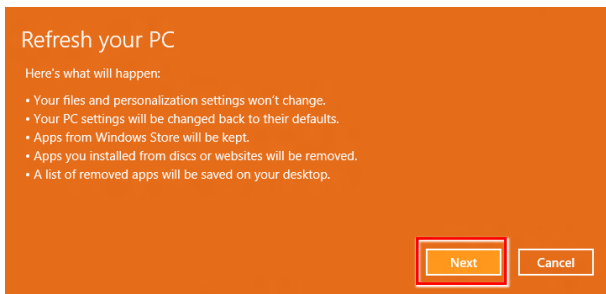 Refresh your PC
Here's what will happen:
• Your files and personalization settings won't change.
• Your PC settings will be changed back to their defaults.
• Apps from Windows Store will be kept.
• Apps you installed from discs or websites will be removed.
• A list of removed apps will be saved on your desktop.
Next Cancel